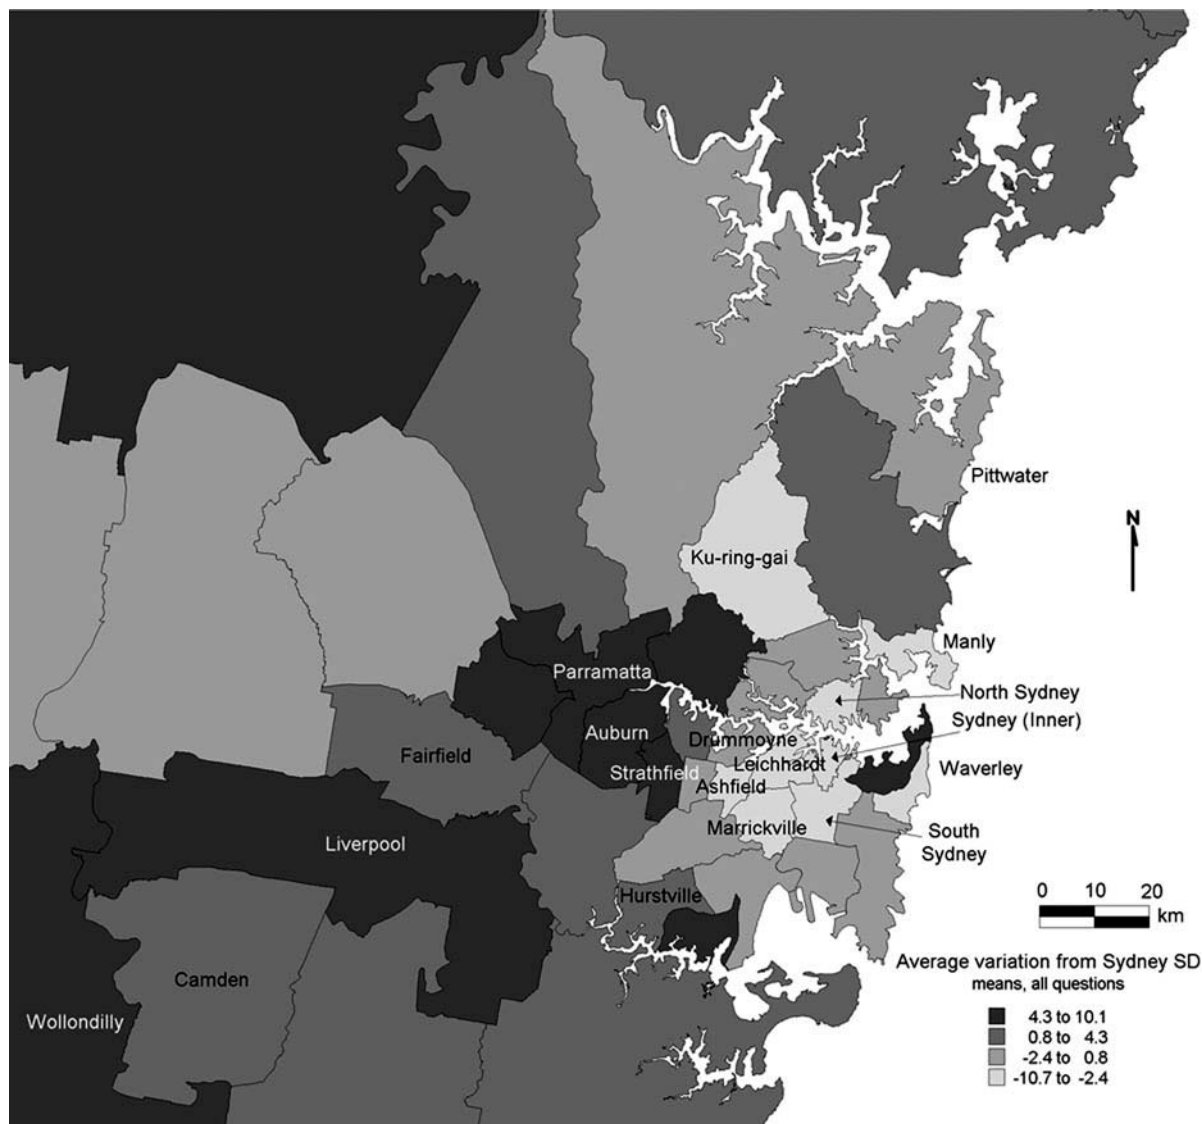 Pittwater
N
Ku-ring-gai
Manly
Parramatta
North Sydney
Sydney (Inner)
Auburn
Drummoyne
Fairfield
Leichhardt
Waverley
Strathfield
Ashfield
Marrickville
Liverpool
South
Sydney
Hurstville
0 10 20
km
Camden
Average variation from Sydney SD
means, all questions
Wollondilly
4.3 to 10.1
0.8 to 4.3
-2.4 to 0.8
-10.7 to -2.4